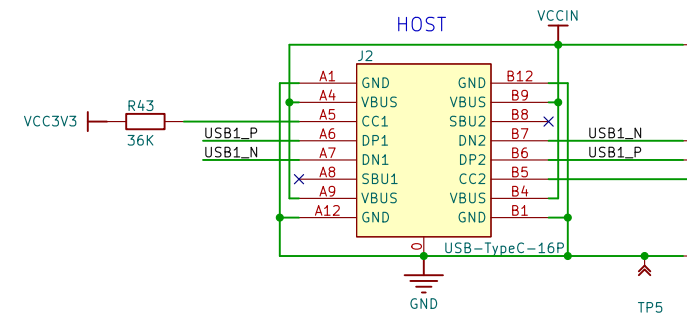 HOST
VCCIN
J2
A1 GND GND B12
A4 VBUS VBUS B9
R43
VCC3V3 A5 CC1 SBU2 B8
36K
USB1_P A6 DP1 DN2 B7 USB1_N
USB1_N A7 DN1 DP2 B6 USB1_P
A8 SBU1 CC2 B5
A9 VBUS VBUS B4
A12 GND GND B1
0
USB-TypeC-16P
GND
TP5